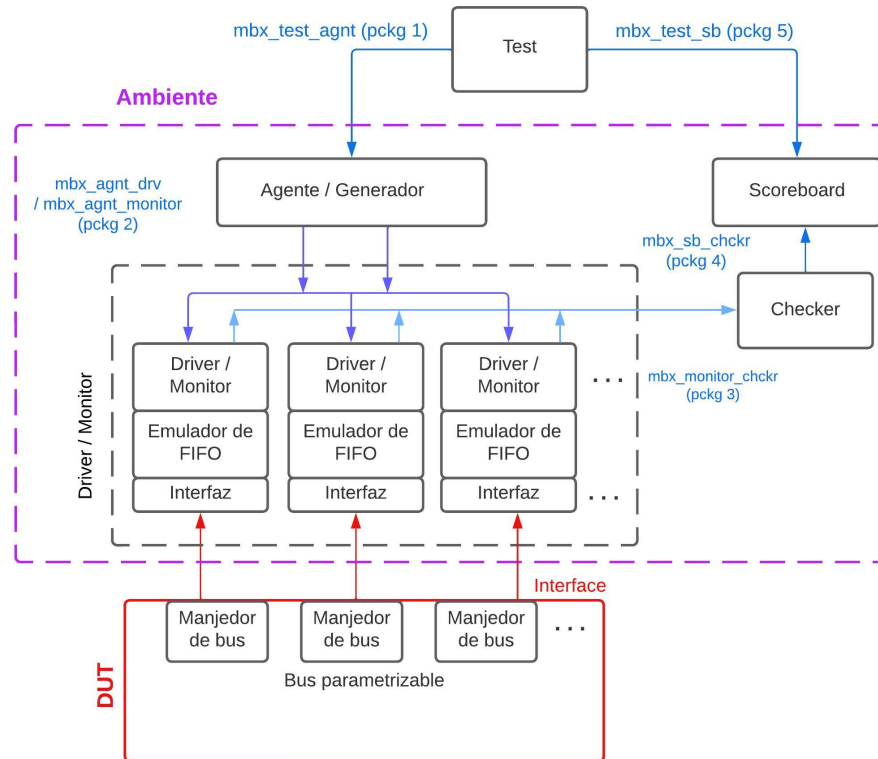 mbx_test_agnt (pckg 1)
Test
mbx_test_sb (pckg 5)
Ambiente
mbx_agnt_drv
/ mbx_agnt_monitor
(pckg 2)
Agente / Generador
Scoreboard
mbx_sb_chckr
(pckg 4)
Checker
Driver / Monitor
Driver /
Monitor
Driver /
Monitor
Driver /
Monitor
. . .
mbx_monitor_chckr
(pckg 3)
Emulador de
FIFO
Emulador de
FIFO
Emulador de
FIFO
Interfaz
Interfaz
Interfaz
. . .
Interface
DUT
Manjedor
de bus
Manjedor
de bus
Manjedor
de bus
. . .
Bus parametrizable